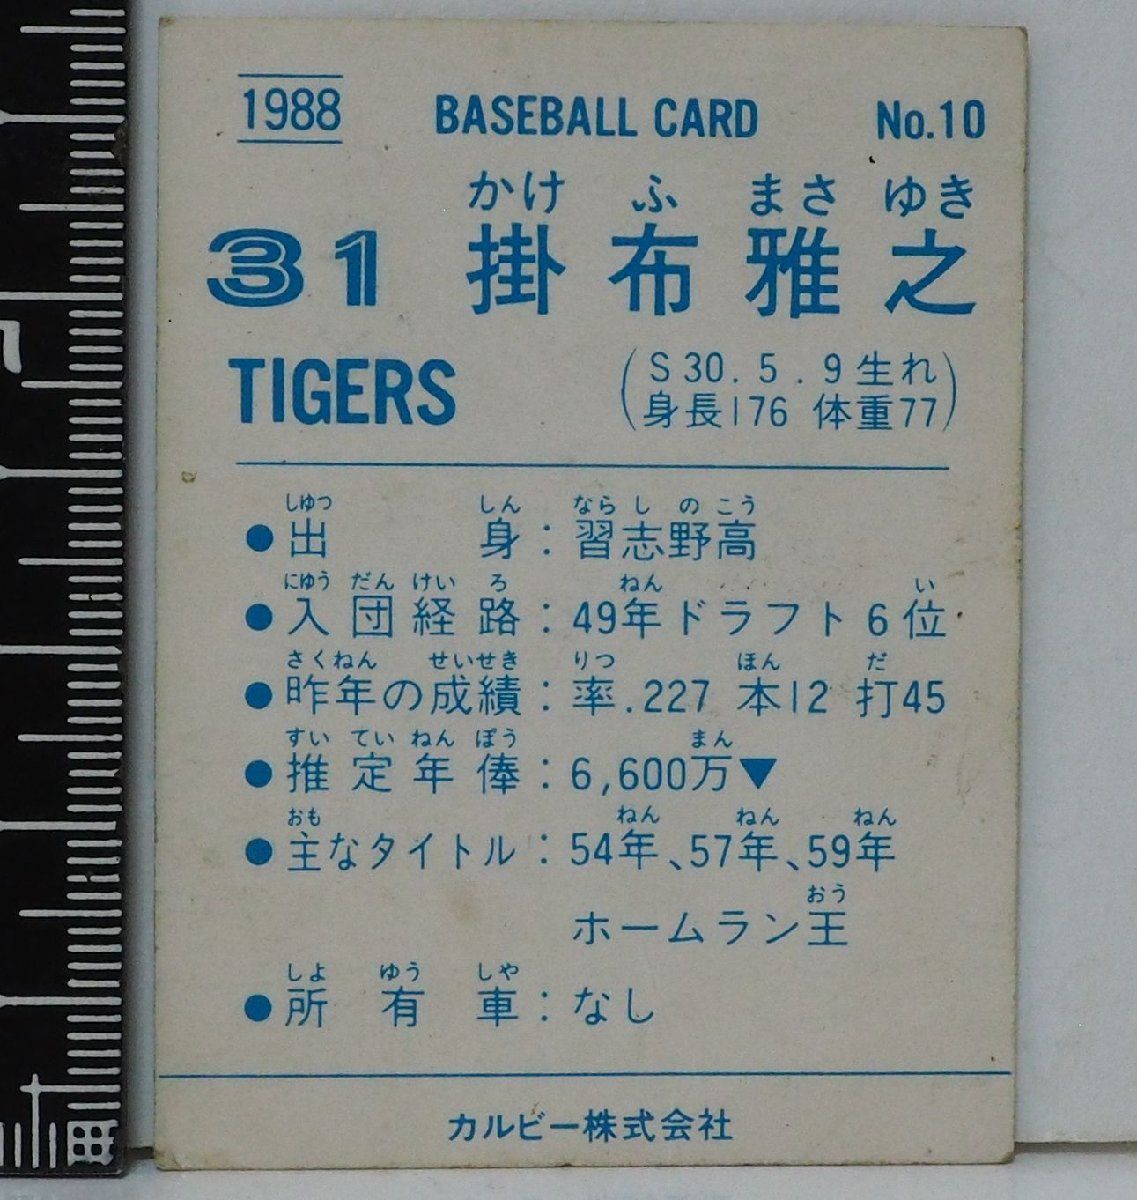 1988 BASEBALL CARD No.10
かけ ふ まさ ゆき
31 掛布雅之
TIGERS
(S30.5.9生れ
身長176 体重77)
しゅつ しん ならしのこう
●出身:習志野高
にゆう だん けい ろ ねん い
●入団経路:49年ドラフト6位
さくねん せいせき りつ ほん だ
●昨年の成績:率.227 本12 打45
すい てい ねん ぽう まん
●推定年俸:6,600万▼
おも ねん ねん ねん
●主なタイトル:54年、57年、59年
おう
ホームラン王
しよ ゆう しや
●所有車:なし
カルビー株式会社